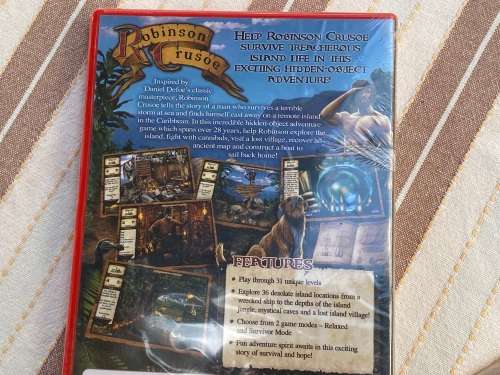 Robinson
Crusoe
Help Robinson Crusoe
survive treacherous
island life in this
exciting hidden-object
adventure!
Inspired by
Daniel Defoe's classic
masterpiece, Robinson
Crusoe tells the story of a man who survives a terrible
storm at sea and finds himself cast away on a remote island
in the Caribbean. In this incredible hidden-object adventure
game which spans over 28 years, help Robinson explore the
island, fight with cannibals, visit a lost village, recover an
ancient map and construct a boat to
sail back home!
FEATURES
Play through 31 unique levels
Explore 36 desolate island locations from a
wrecked ship to the depths of the island
jungle, mystical caves and a lost island village!
Choose from 2 game modes – Relaxed
and Survivor Mode
Fun adventure spirit awaits in this exciting
story of survival and hope!